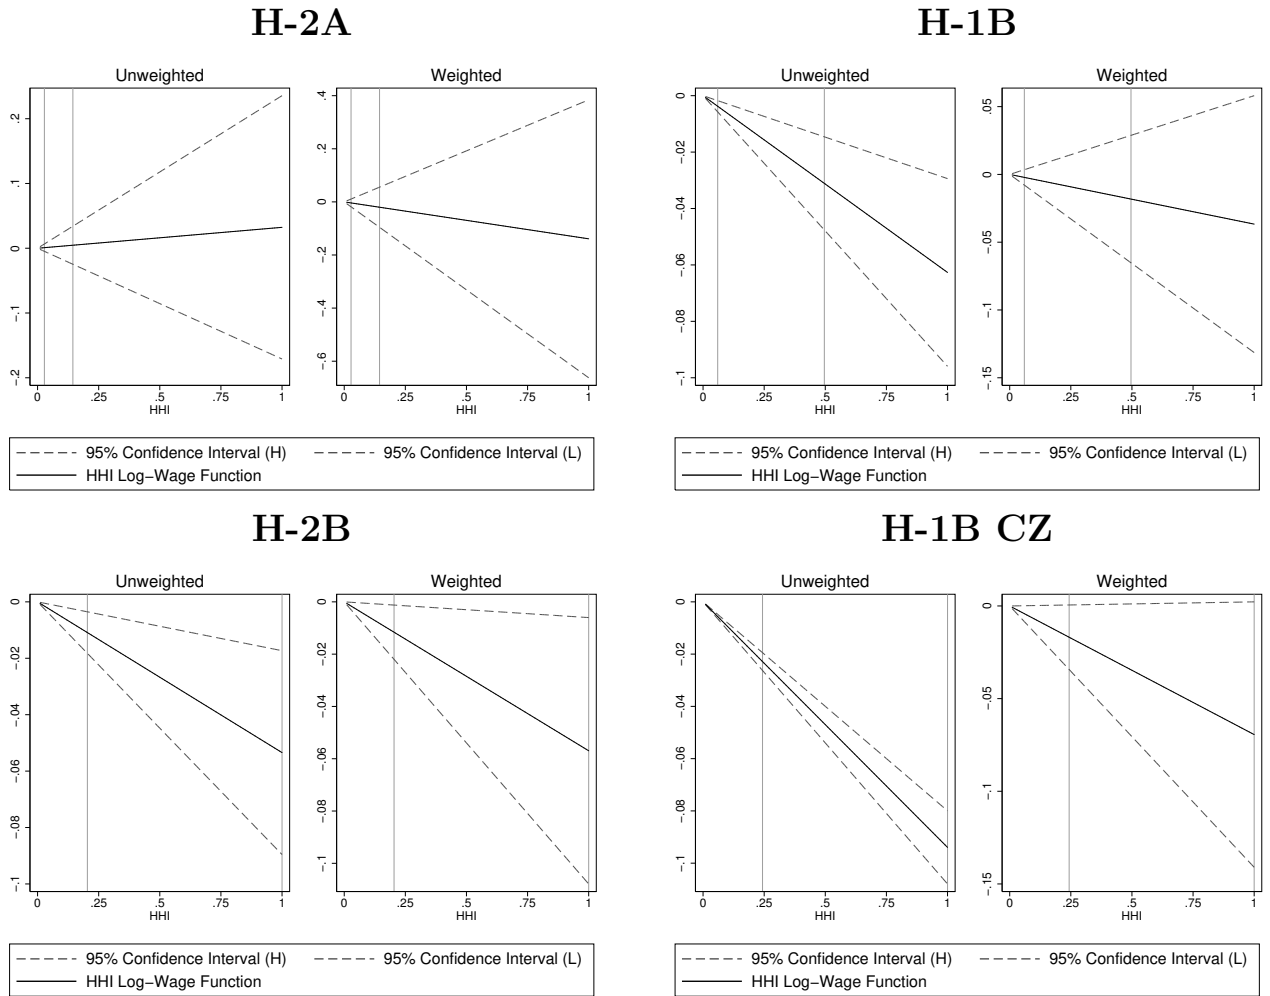 H-2A
Unweighted
.2
.1
0
−.1
−.2
0 .25 .5 .75 1
HHI
Weighted
.4
.2
0
−.2
−.4
−.6
0 .25 .5 .75 1
HHI
95% Confidence Interval (H)
95% Confidence Interval (L)
HHI Log−Wage Function
H-1B
Unweighted
0
−.02
−.04
−.06
−.08
−.1
0 .25 .5 .75 1
HHI
Weighted
.05
0
−.05
−.1
−.15
0 .25 .5 .75 1
HHI
95% Confidence Interval (H)
95% Confidence Interval (L)
HHI Log−Wage Function
H-2B
Unweighted
0
−.02
−.04
−.06
−.08
−.1
0 .25 .5 .75 1
HHI
Weighted
0
−.02
−.04
−.06
−.08
−.1
0 .25 .5 .75 1
HHI
95% Confidence Interval (H)
95% Confidence Interval (L)
HHI Log−Wage Function
H-1B CZ
Unweighted
0
−.02
−.04
−.06
−.08
−.1
0 .25 .5 .75 1
HHI
Weighted
0
−.05
−.1
−.15
0 .25 .5 .75 1
HHI
95% Confidence Interval (H)
95% Confidence Interval (L)
HHI Log−Wage Function